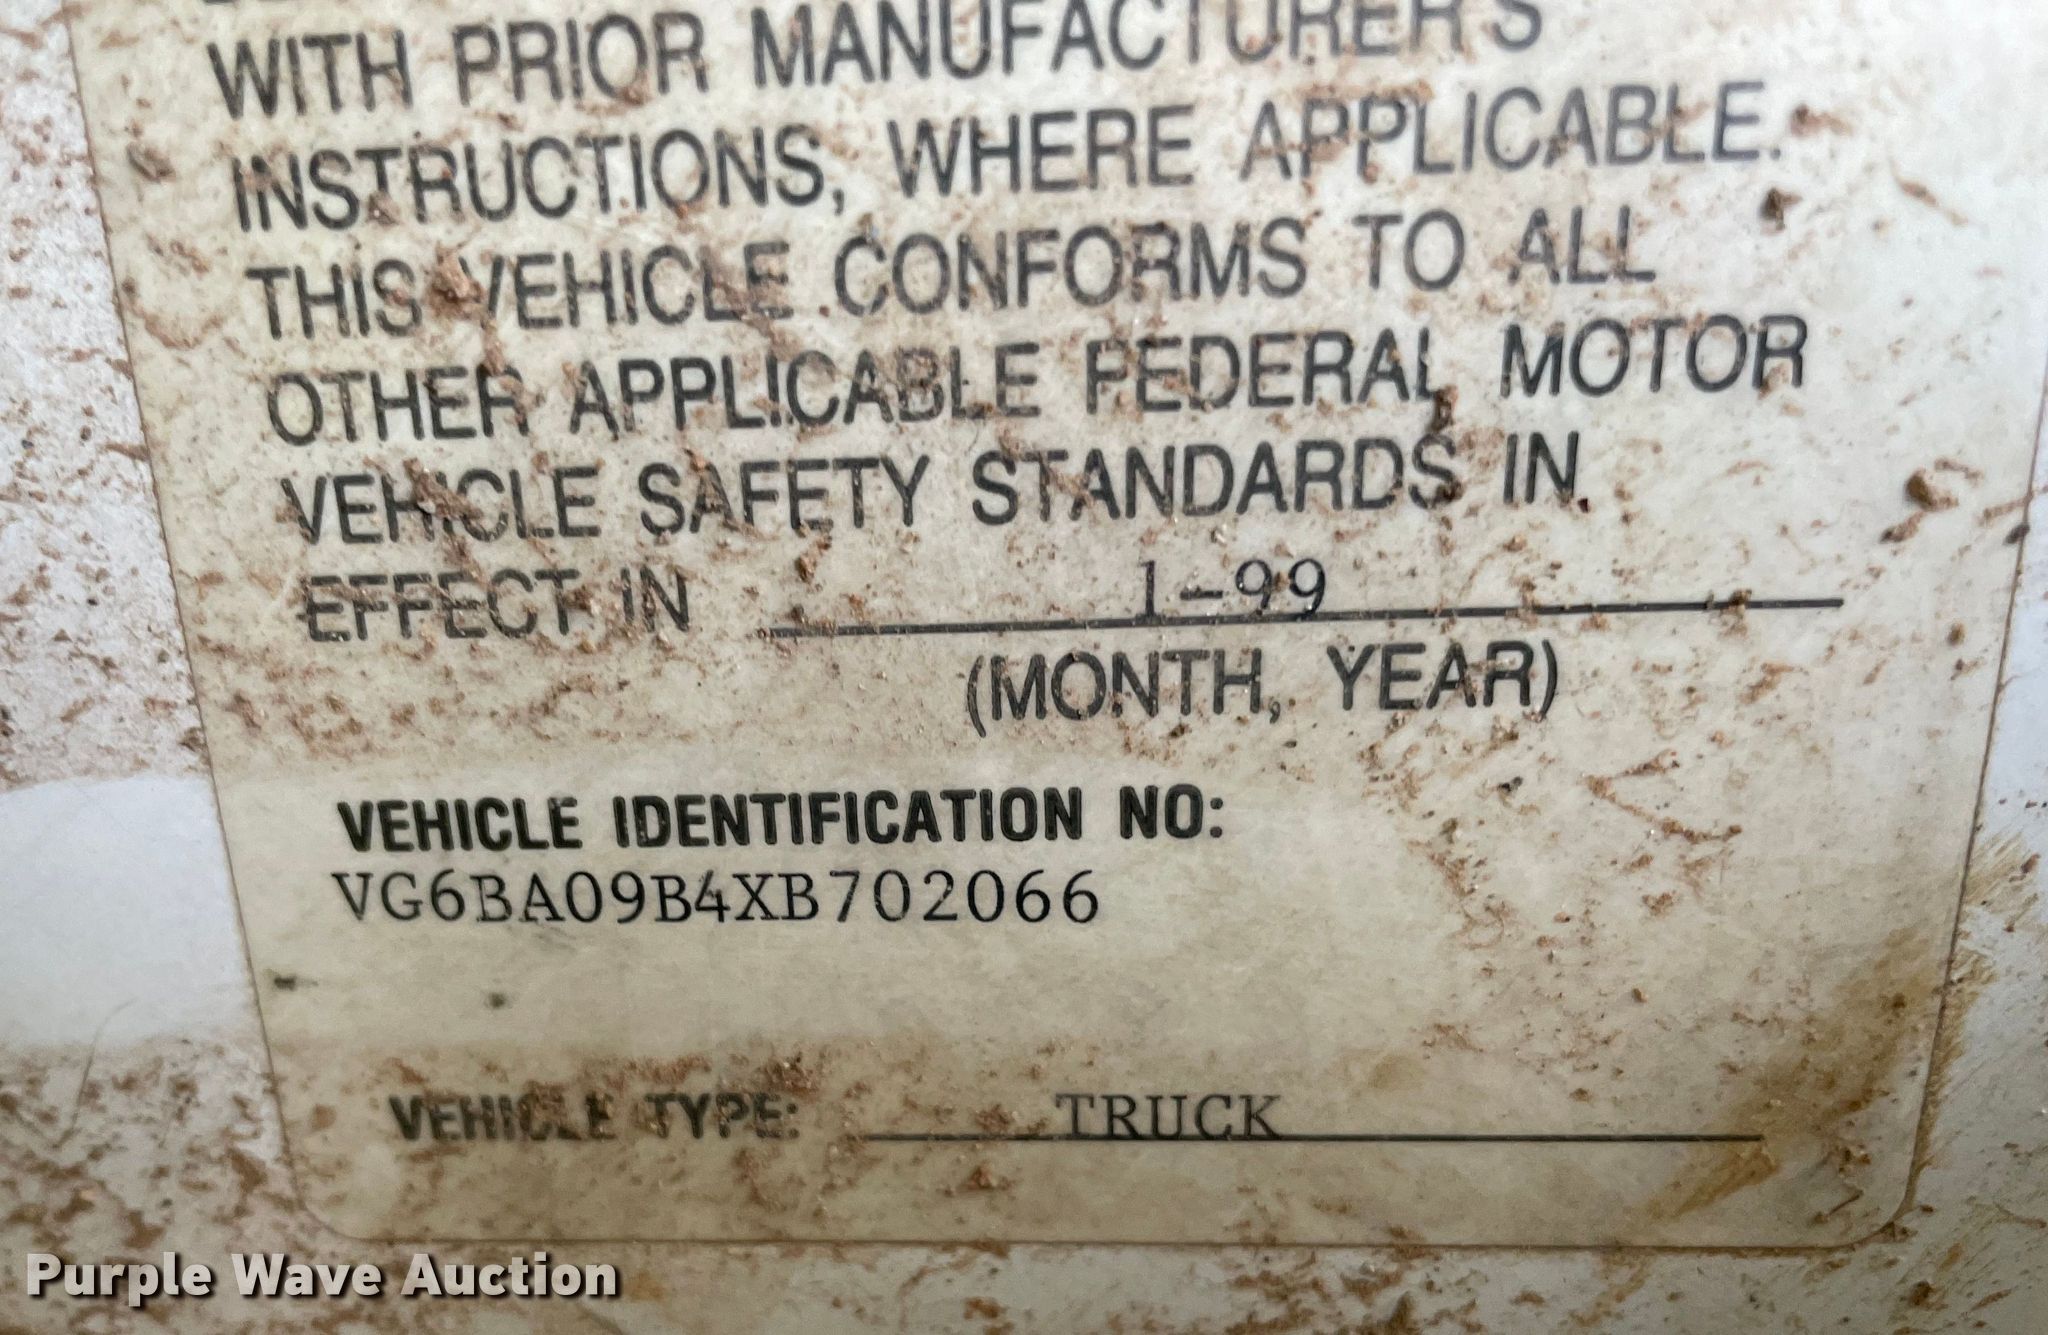 WITH PRIOR MANUFACTURER'S
INSTRUCTIONS, WHERE APPLICABLE.
THIS VEHICLE CONFORMS TO ALL
OTHER APPLICABLE FEDERAL MOTOR
VEHICLE SAFETY STANDARDS IN
EFFECT IN 1-99
(MONTH, YEAR)
VEHICLE IDENTIFICATION NO:
VG6BA09B4XB702066
VEHICLE TYPE: TRUCK
Purple Wave Auction